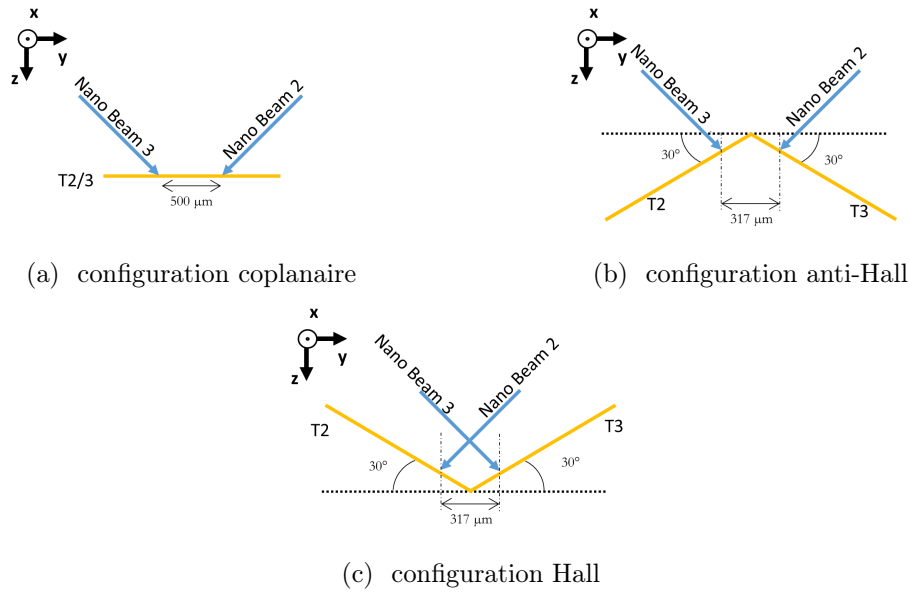 x
y
z
Nano Beam 3
Nano Beam 2
T2/3
500 µm
(a) configuration coplanaire
x
y
z
Nano Beam 3
Nano Beam 2
30°
30°
T2
T3
317 µm
(b) configuration anti-Hall
x
y
z
Nano Beam 3
Nano Beam 2
T2
T3
30°
30°
317 µm
(c) configuration Hall